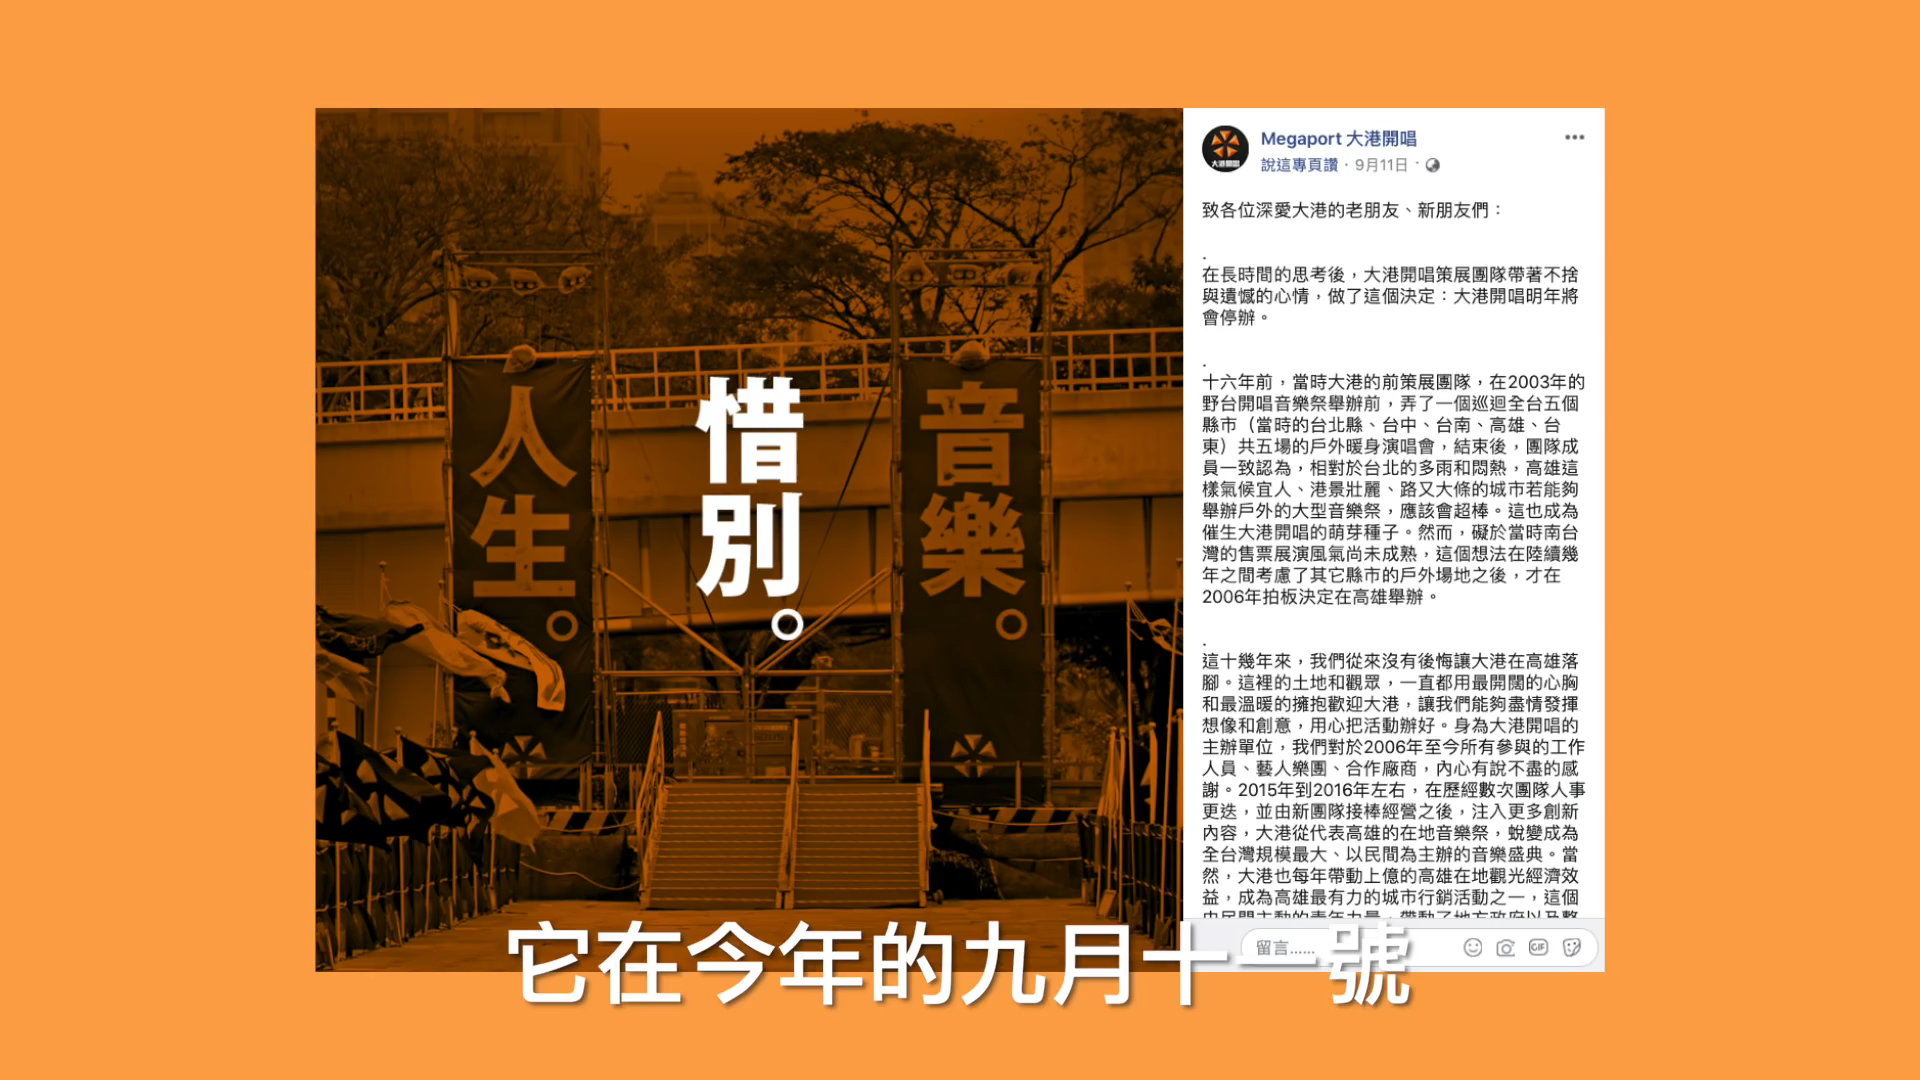 人生。
惜別。
音樂。
大港開唱
Megaport 大港開唱
說這專頁讚 · 9月11日 ·
致各位深愛大港的老朋友、新朋友們：
.
在長時間的思考後，大港開唱策展團隊帶著不捨
與遺憾的心情，做了這個決定：大港開唱明年將
會停辦。
.
十六年前，當時大港的前策展團隊，在2003年的
野台開唱音樂祭舉辦前，弄了一個巡迴全台五個
縣市（當時的台北縣、台中、台南、高雄、台
東）共五場的戶外暖身演唱會，結束後，團隊成
員一致認為，相對於台北的多雨和悶熱，高雄這
樣氣候宜人、港景壯麗、路又大條的城市若能夠
舉辦戶外的大型音樂祭，應該會超棒。這也成為
催生大港開唱的萌芽種子。然而，礙於當時南台
灣的售票展演風氣尚未成熟，這個想法在陸續幾
年之間考慮了其它縣市的戶外場地之後，才在
2006年拍板決定在高雄舉辦。
.
這十幾年來，我們從來沒有後悔讓大港在高雄落
腳。這裡的土地和觀眾，一直都用最開闊的心胸
和最溫暖的擁抱歡迎大港，讓我們能夠盡情發揮
想像和創意，用心把活動辦好。身為大港開唱的
主辦單位，我們對於2006年至今所有參與的工作
人員、藝人樂團、合作廠商，內心有說不盡的感
謝。2015年到2016年左右，在歷經數次團隊人事
更迭，並由新團隊接棒經營之後，注入更多創新
內容，大港從代表高雄的在地音樂祭，蛻變成為
全台灣規模最大、以民間為主辦的音樂盛典。當
然，大港也每年帶動上億的高雄在地觀光經濟效
益，成為高雄最有力的城市行銷活動之一，這個
由民間主動的青年力量，帶動了地方政府以及整
留言......
GIF
它在今年的九月十一號